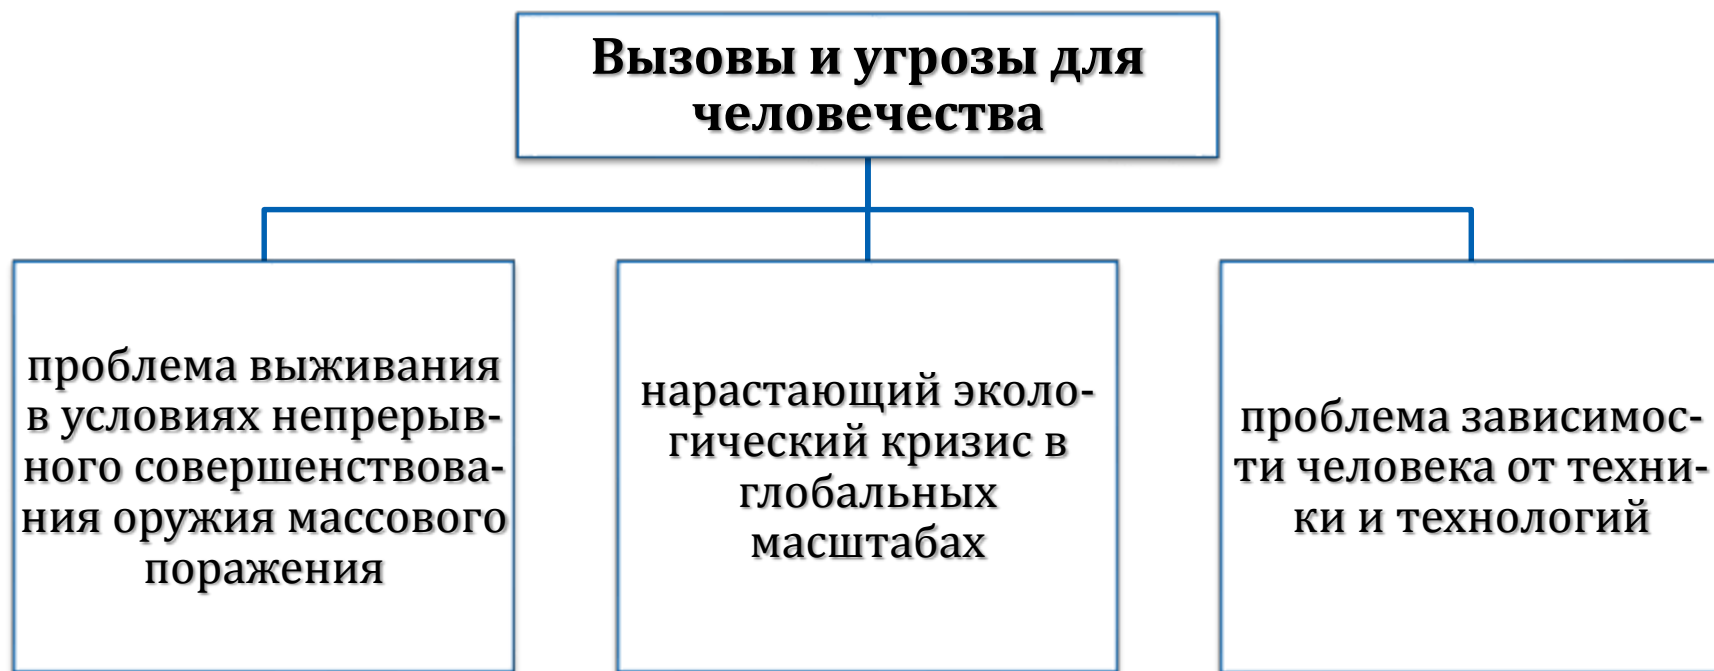 Вызовы и угрозы для
человечества
проблема выживания
в условиях непрерыв-
ного совершенствова-
ния оружия массового
поражения
нарастающий эколо-
гический кризис в
глобальных
масштабах
проблема зависимос-
ти человека от техни-
ки и технологий